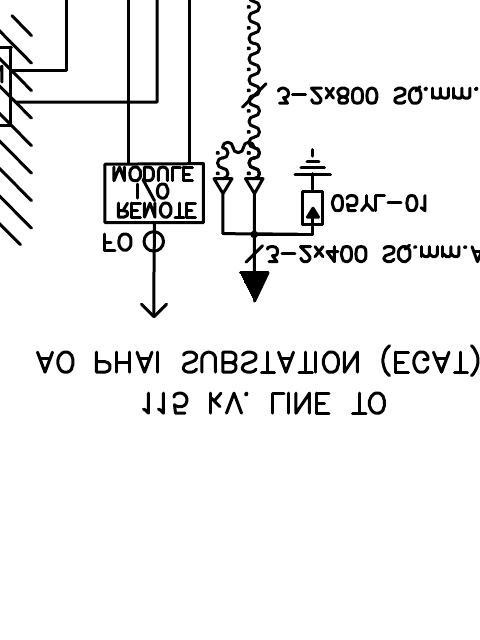 115 kV. LINE TO
AO PHAI SUBSTATION (EGAT)
3-2x400 SQ.mm.A
FO
REMOTE
I/O
MODULE
05YL-01
3-2x800 SQ.mm.